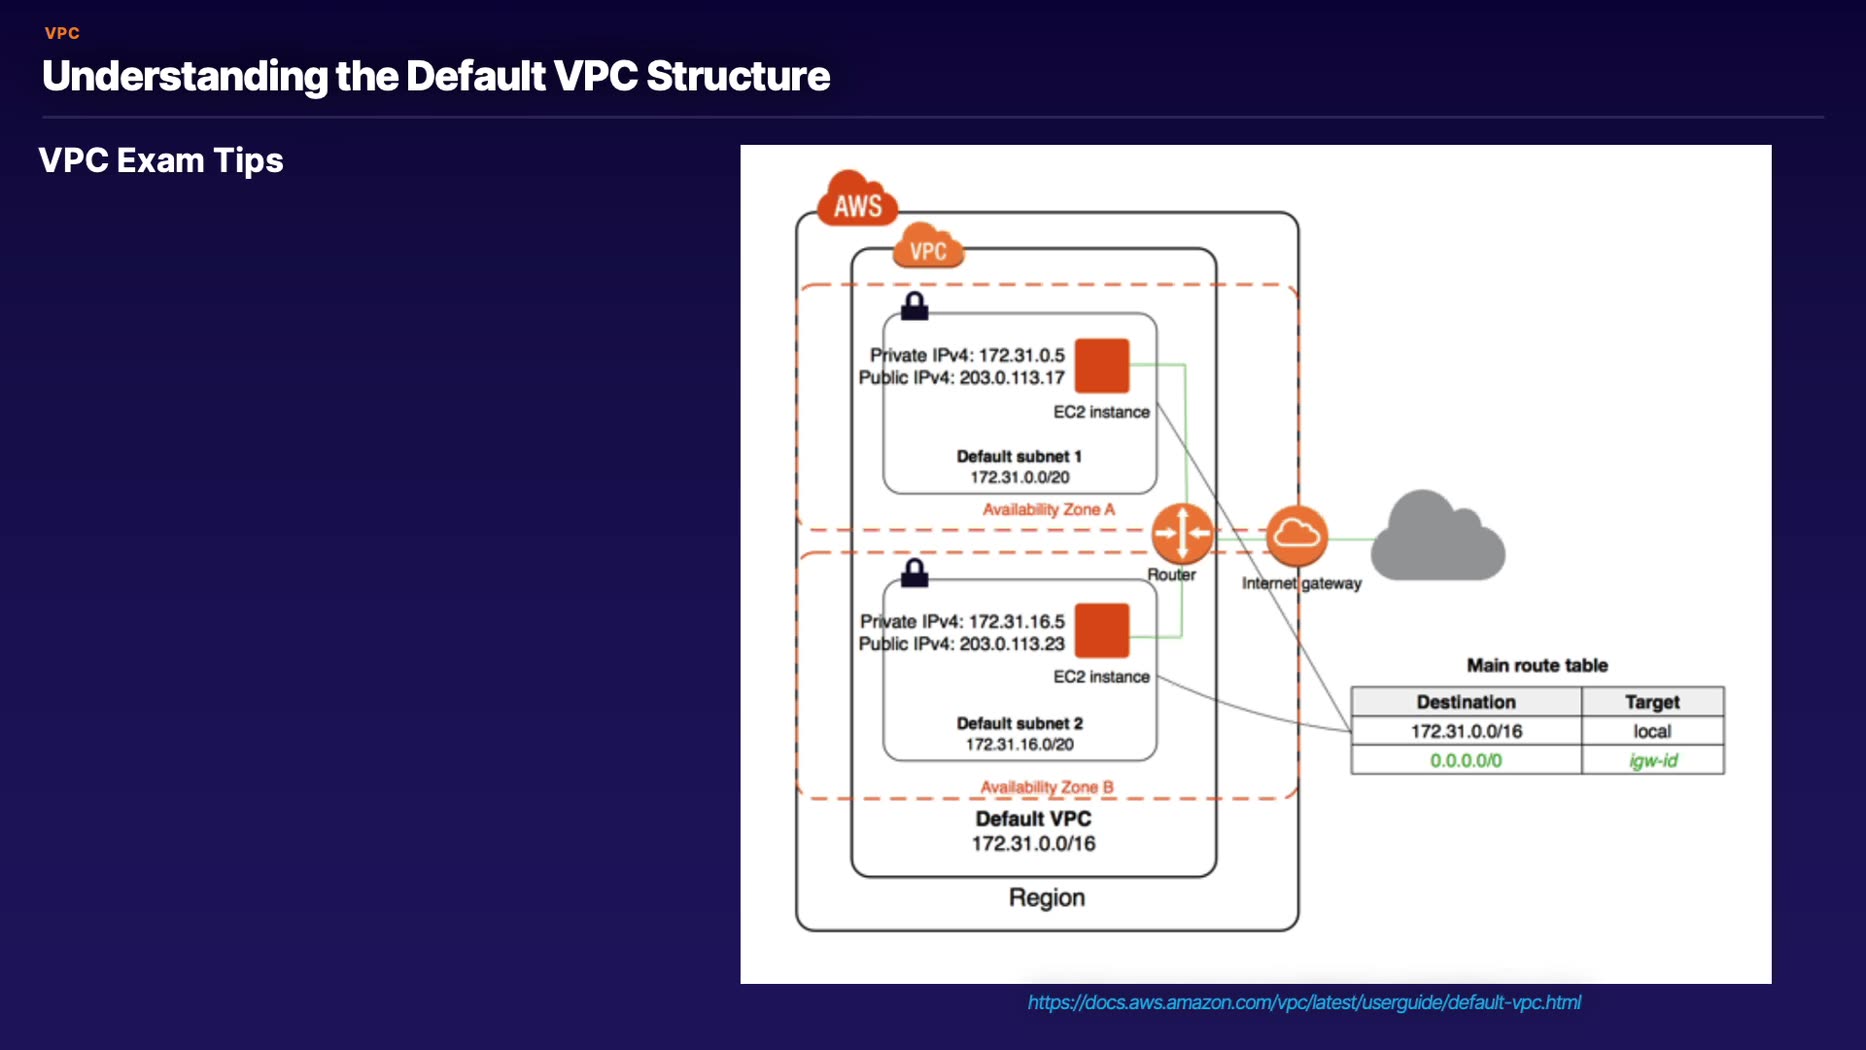 VPC
Understanding the Default VPC Structure
VPC Exam Tips
AWS
VPC
Private IPv4: 172.31.0.5
Public IPv4: 203.0.113.17
EC2 instance
Default subnet 1
172.31.0.0/20
Availability Zone A
Router
Internet gateway
Private IPv4: 172.31.16.5
Public IPv4: 203.0.113.23
EC2 instance
Default subnet 2
172.31.16.0/20
Availability Zone B
Default VPC
172.31.0.0/16
Region
Main route table
Destination Target
172.31.0.0/16 local
0.0.0.0/0 igw-id
https://docs.aws.amazon.com/vpc/latest/userguide/default-vpc.html